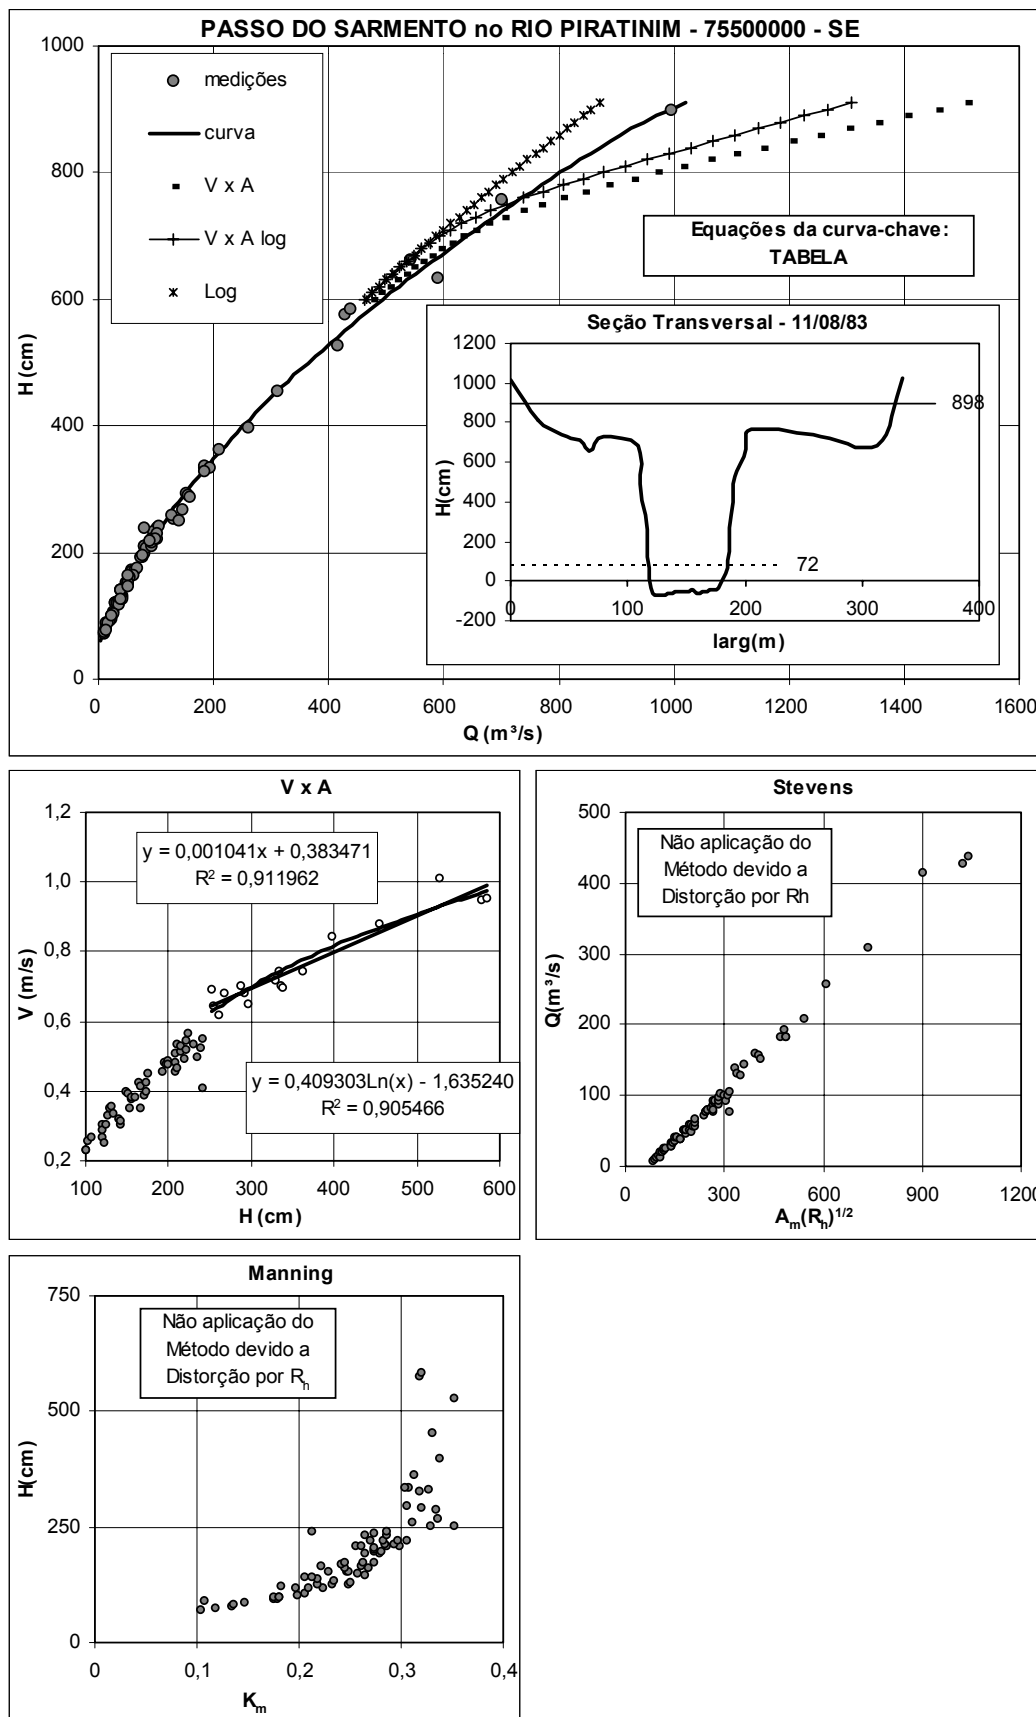 PASSO DO SARMENTO no RIO PIRATINIM - 75500000 - SE
1000
800
600
400
200
0
H (cm)
medições
curva
V x A
V x A log
Log
Equações da curva-chave:
TABELA
Seção Transversal - 11/08/83
1200
1000
800
600
400
200
0
-200
H(cm)
898
72
0 100 200 300 400
larg(m)
0 200 400 600 800 1000 1200 1400 1600
Q (m³/s)
V x A
1,2
1,0
0,8
0,6
0,4
0,2
V (m/s)
y = 0,001041x + 0,383471
R² = 0,911962
y = 0,409303Ln(x) - 1,635240
R² = 0,905466
100 200 300 400 500 600
H (cm)
Stevens
500
400
300
200
100
0
Q(m³/s)
Não aplicação do
Método devido a
Distorção por Rh
0 300 600 900 1200
Aₘ(Rₕ)¹/²
Manning
750
500
250
0
H(cm)
Não aplicação do
Método devido a
Distorção por Rₕ
0 0,1 0,2 0,3 0,4
Kₘ